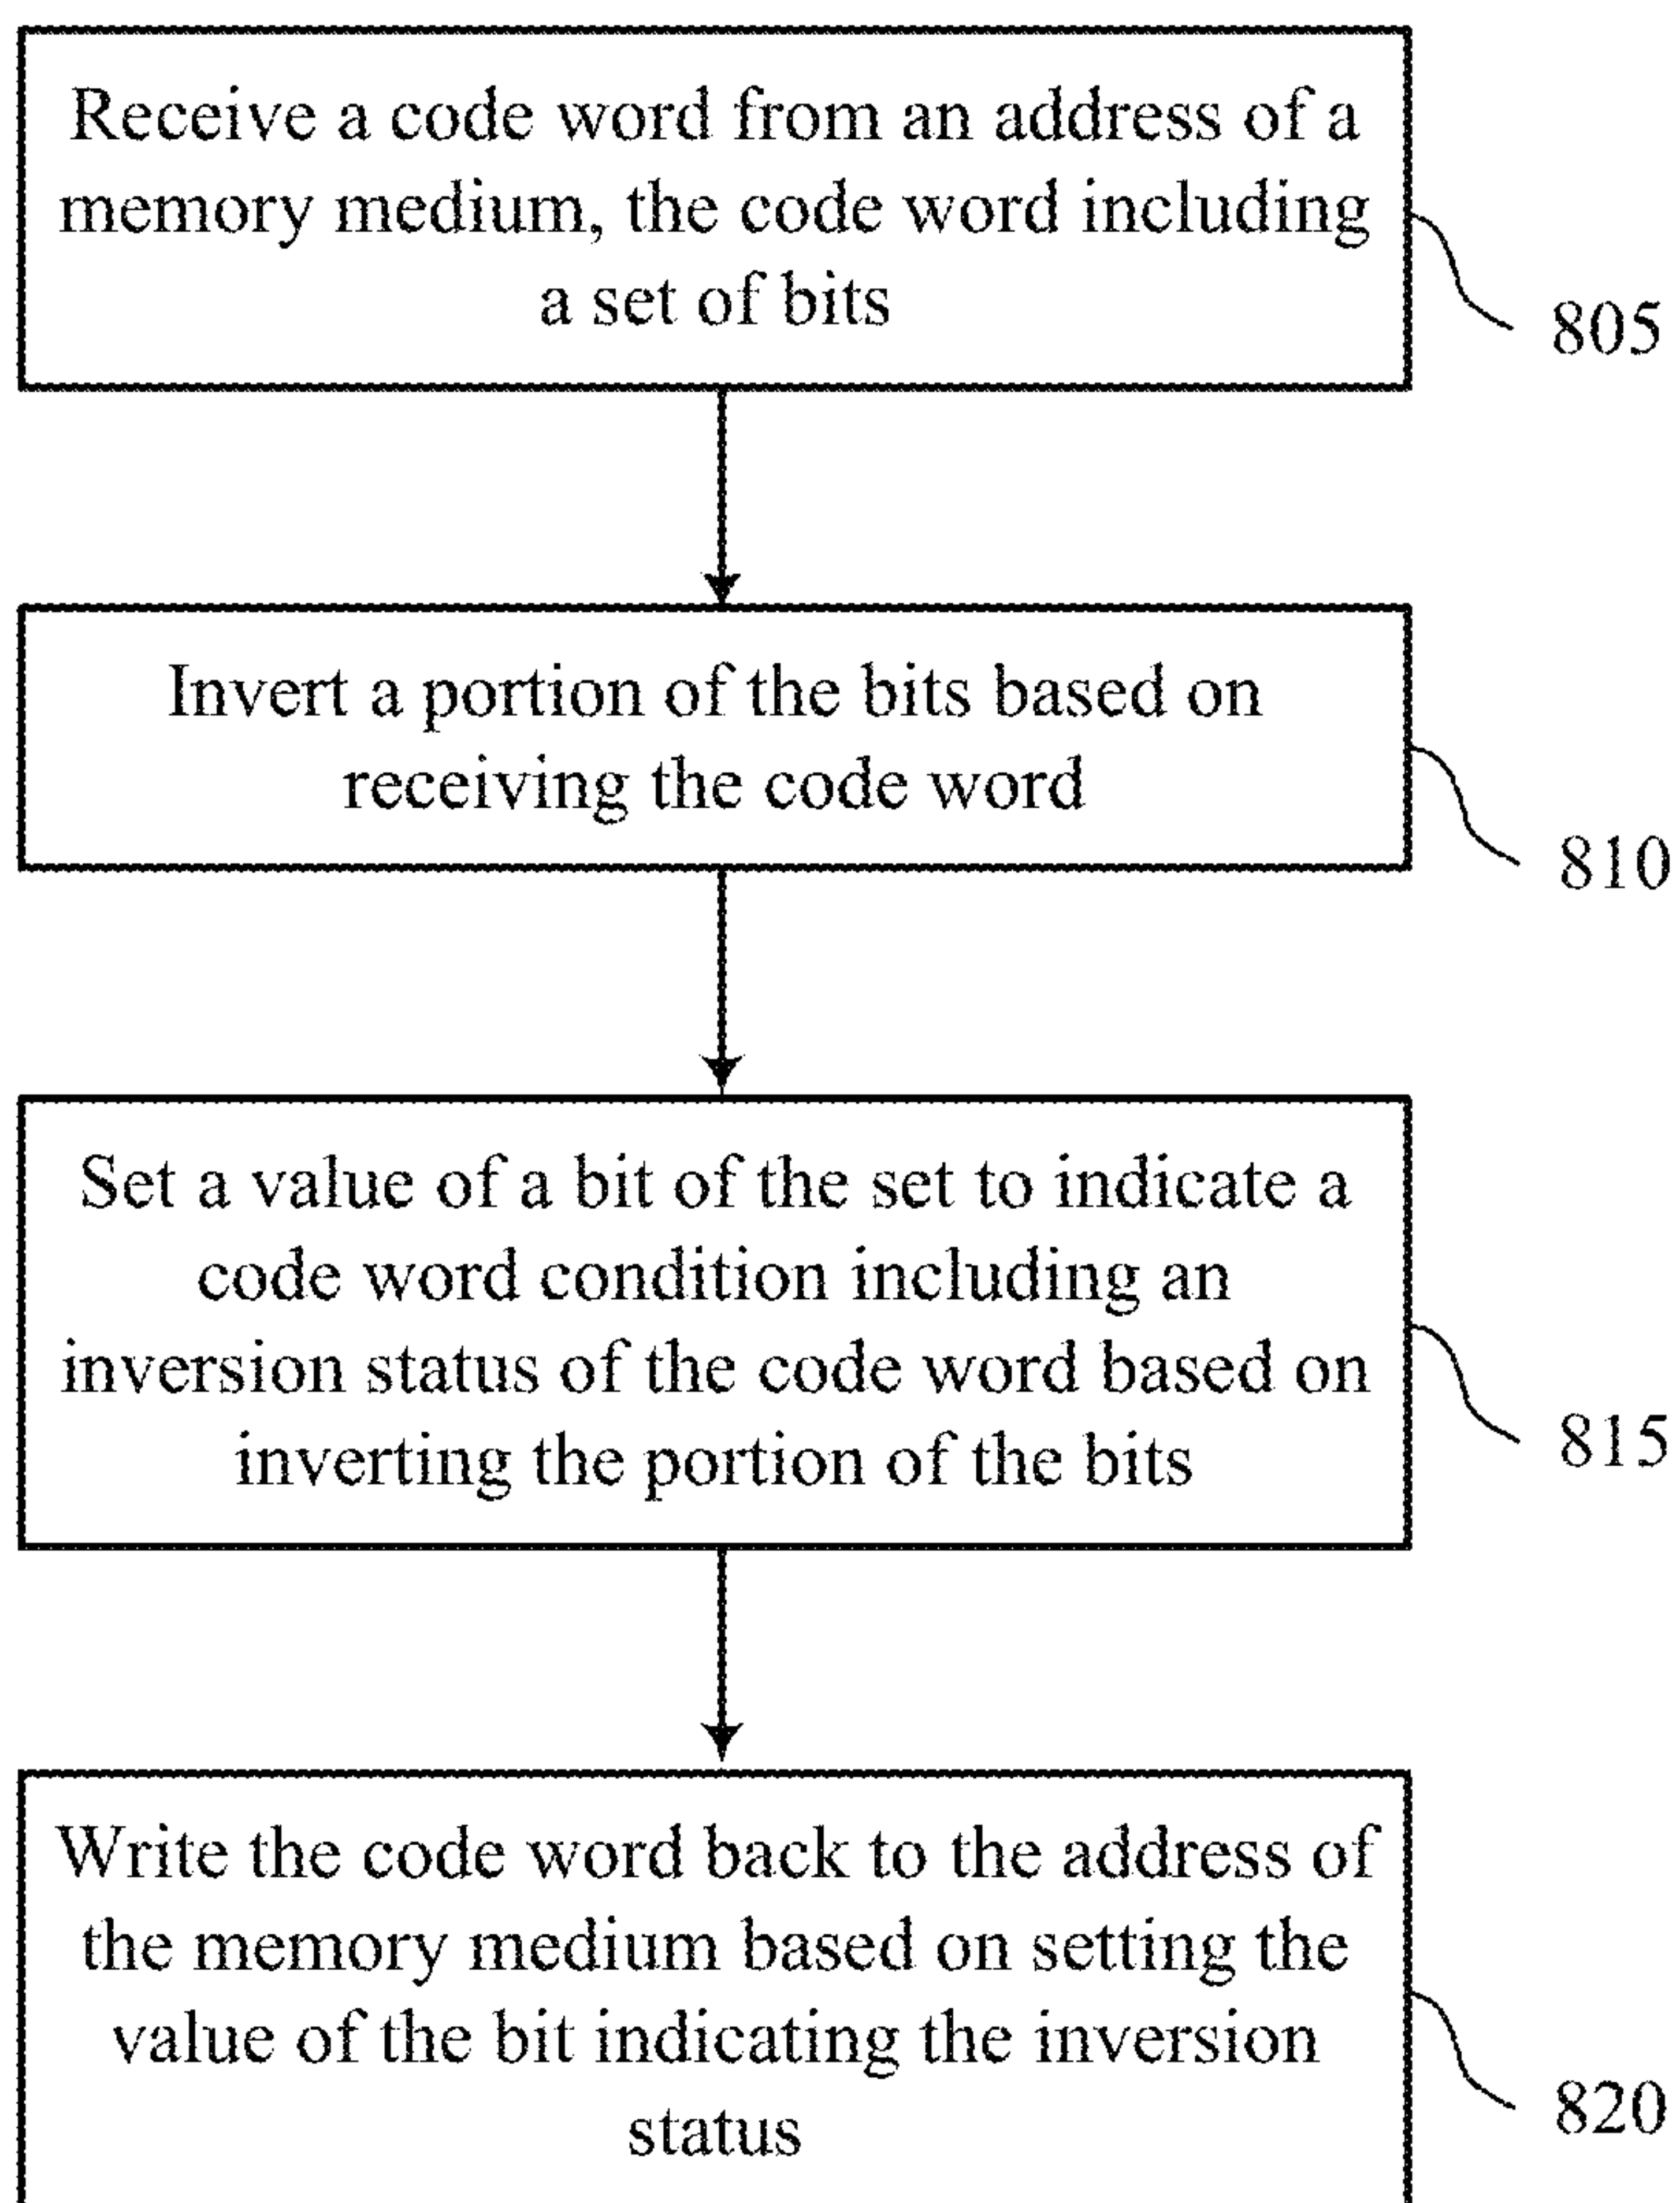 Receive a code word from an address of a
memory medium, the code word including
a set of bits
805
Invert a portion of the bits based on
receiving the code word
810
Set a value of a bit of the set to indicate a
code word condition including an
inversion status of the code word based on
inverting the portion of the bits
815
Write the code word back to the address of
the memory medium based on setting the
value of the bit indicating the inversion
status
820